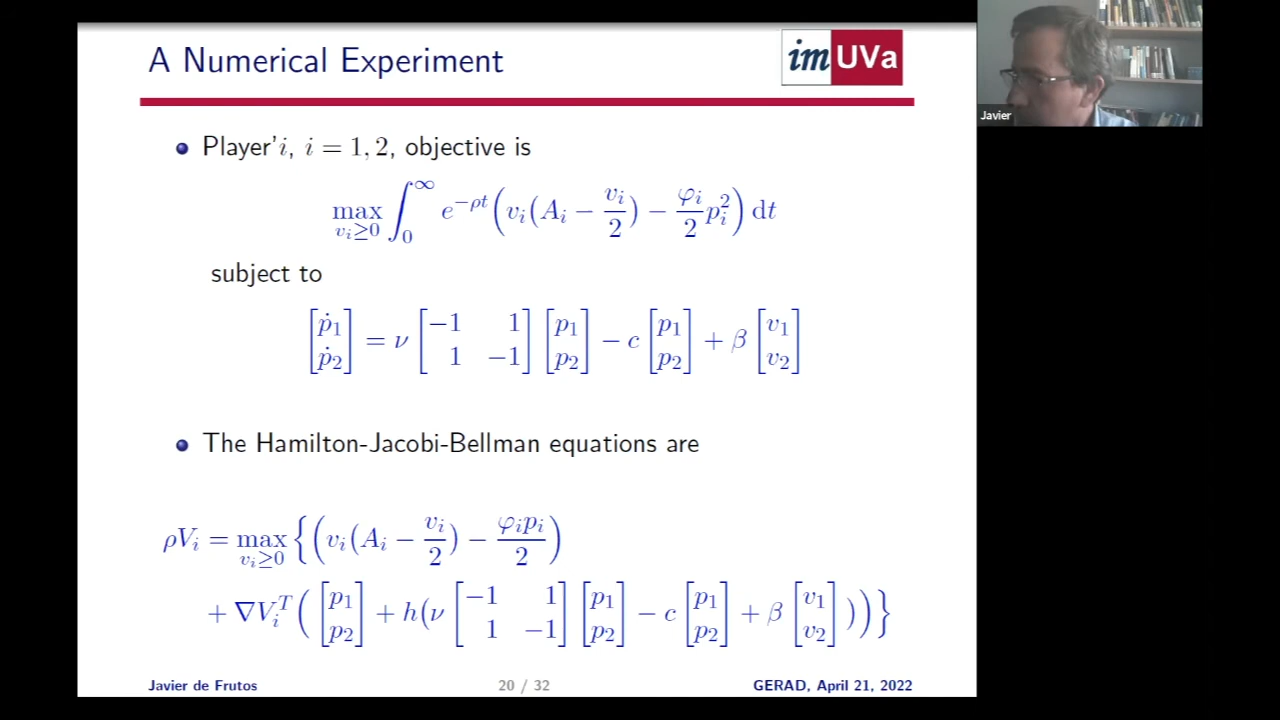 A Numerical Experiment
im UVa
Javier
Player'i, i = 1, 2, objective is
max_{v_i≥0} ∫_0^∞ e^{−ρt} ( v_i ( A_i − v_i/2 ) − φ_i/2 p_i^2 ) dt
subject to
[ṗ_1; ṗ_2] = ν [−1 1; 1 −1] [p_1; p_2] − c [p_1; p_2] + β [v_1; v_2]
The Hamilton-Jacobi-Bellman equations are
ρV_i = max_{v_i≥0} { ( v_i ( A_i − v_i/2 ) − φ_i p_i/2 )
+ ∇V_i^T ( [p_1; p_2] + h ( ν [−1 1; 1 −1] [p_1; p_2] − c [p_1; p_2] + β [v_1; v_2] ) ) }
Javier de Frutos 20 / 32 GERAD, April 21, 2022